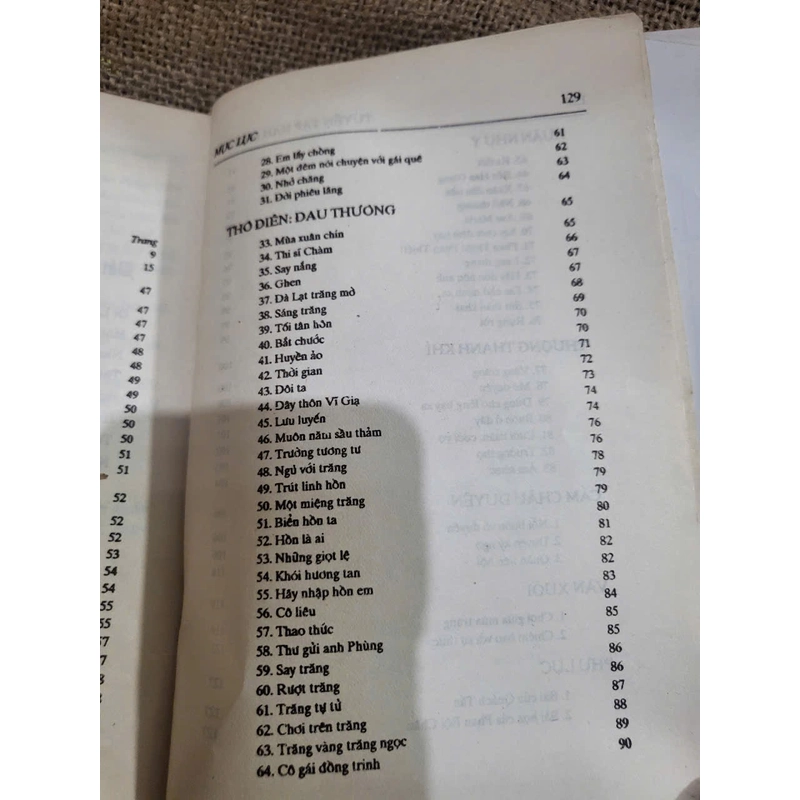 Trang
9
15
47
47
47
47
48
48
49
49
50
50
50
51
51
52
52
52
53
54
54
55
MỤC LỤC 129
28. Em lấy chồng 61
29. Một đêm nói chuyện với gái quê 62
30. Nhớ chăng 63
31. Đời phiêu lãng 64
THƠ ĐIÊN: ĐAU THƯƠNG 65
33. Mùa xuân chín 65
34. Thi sĩ Chàm 66
35. Say nắng 67
36. Ghen 67
37. Đà Lạt trăng mờ 68
38. Sáng trăng 69
39. Tối tân hôn 70
40. Bắt chước 70
41. Huyền ảo 71
42. Thời gian 72
43. Đôi ta 73
44. Đây thôn Vĩ Giạ 74
45. Lưu luyến 74
46. Muôn năm sầu thảm 76
47. Trường tương tư 76
48. Ngủ với trăng 78
49. Trút linh hồn 79
50. Một miệng trăng 79
51. Biển hồn ta 80
52. Hồn là ai 81
53. Những giọt lệ 82
54. Khói hương tan 82
55. Hãy nhập hồn em 83
56. Cô liêu 84
57. Thao thức 85
58. Thư gửi anh Phùng 85
59. Say trăng 86
60. Rượt trăng 86
61. Trăng tự tử 87
62. Chơi trên trăng 88
63. Trăng vàng trăng ngọc 89
64. Cô gái đồng trinh 90